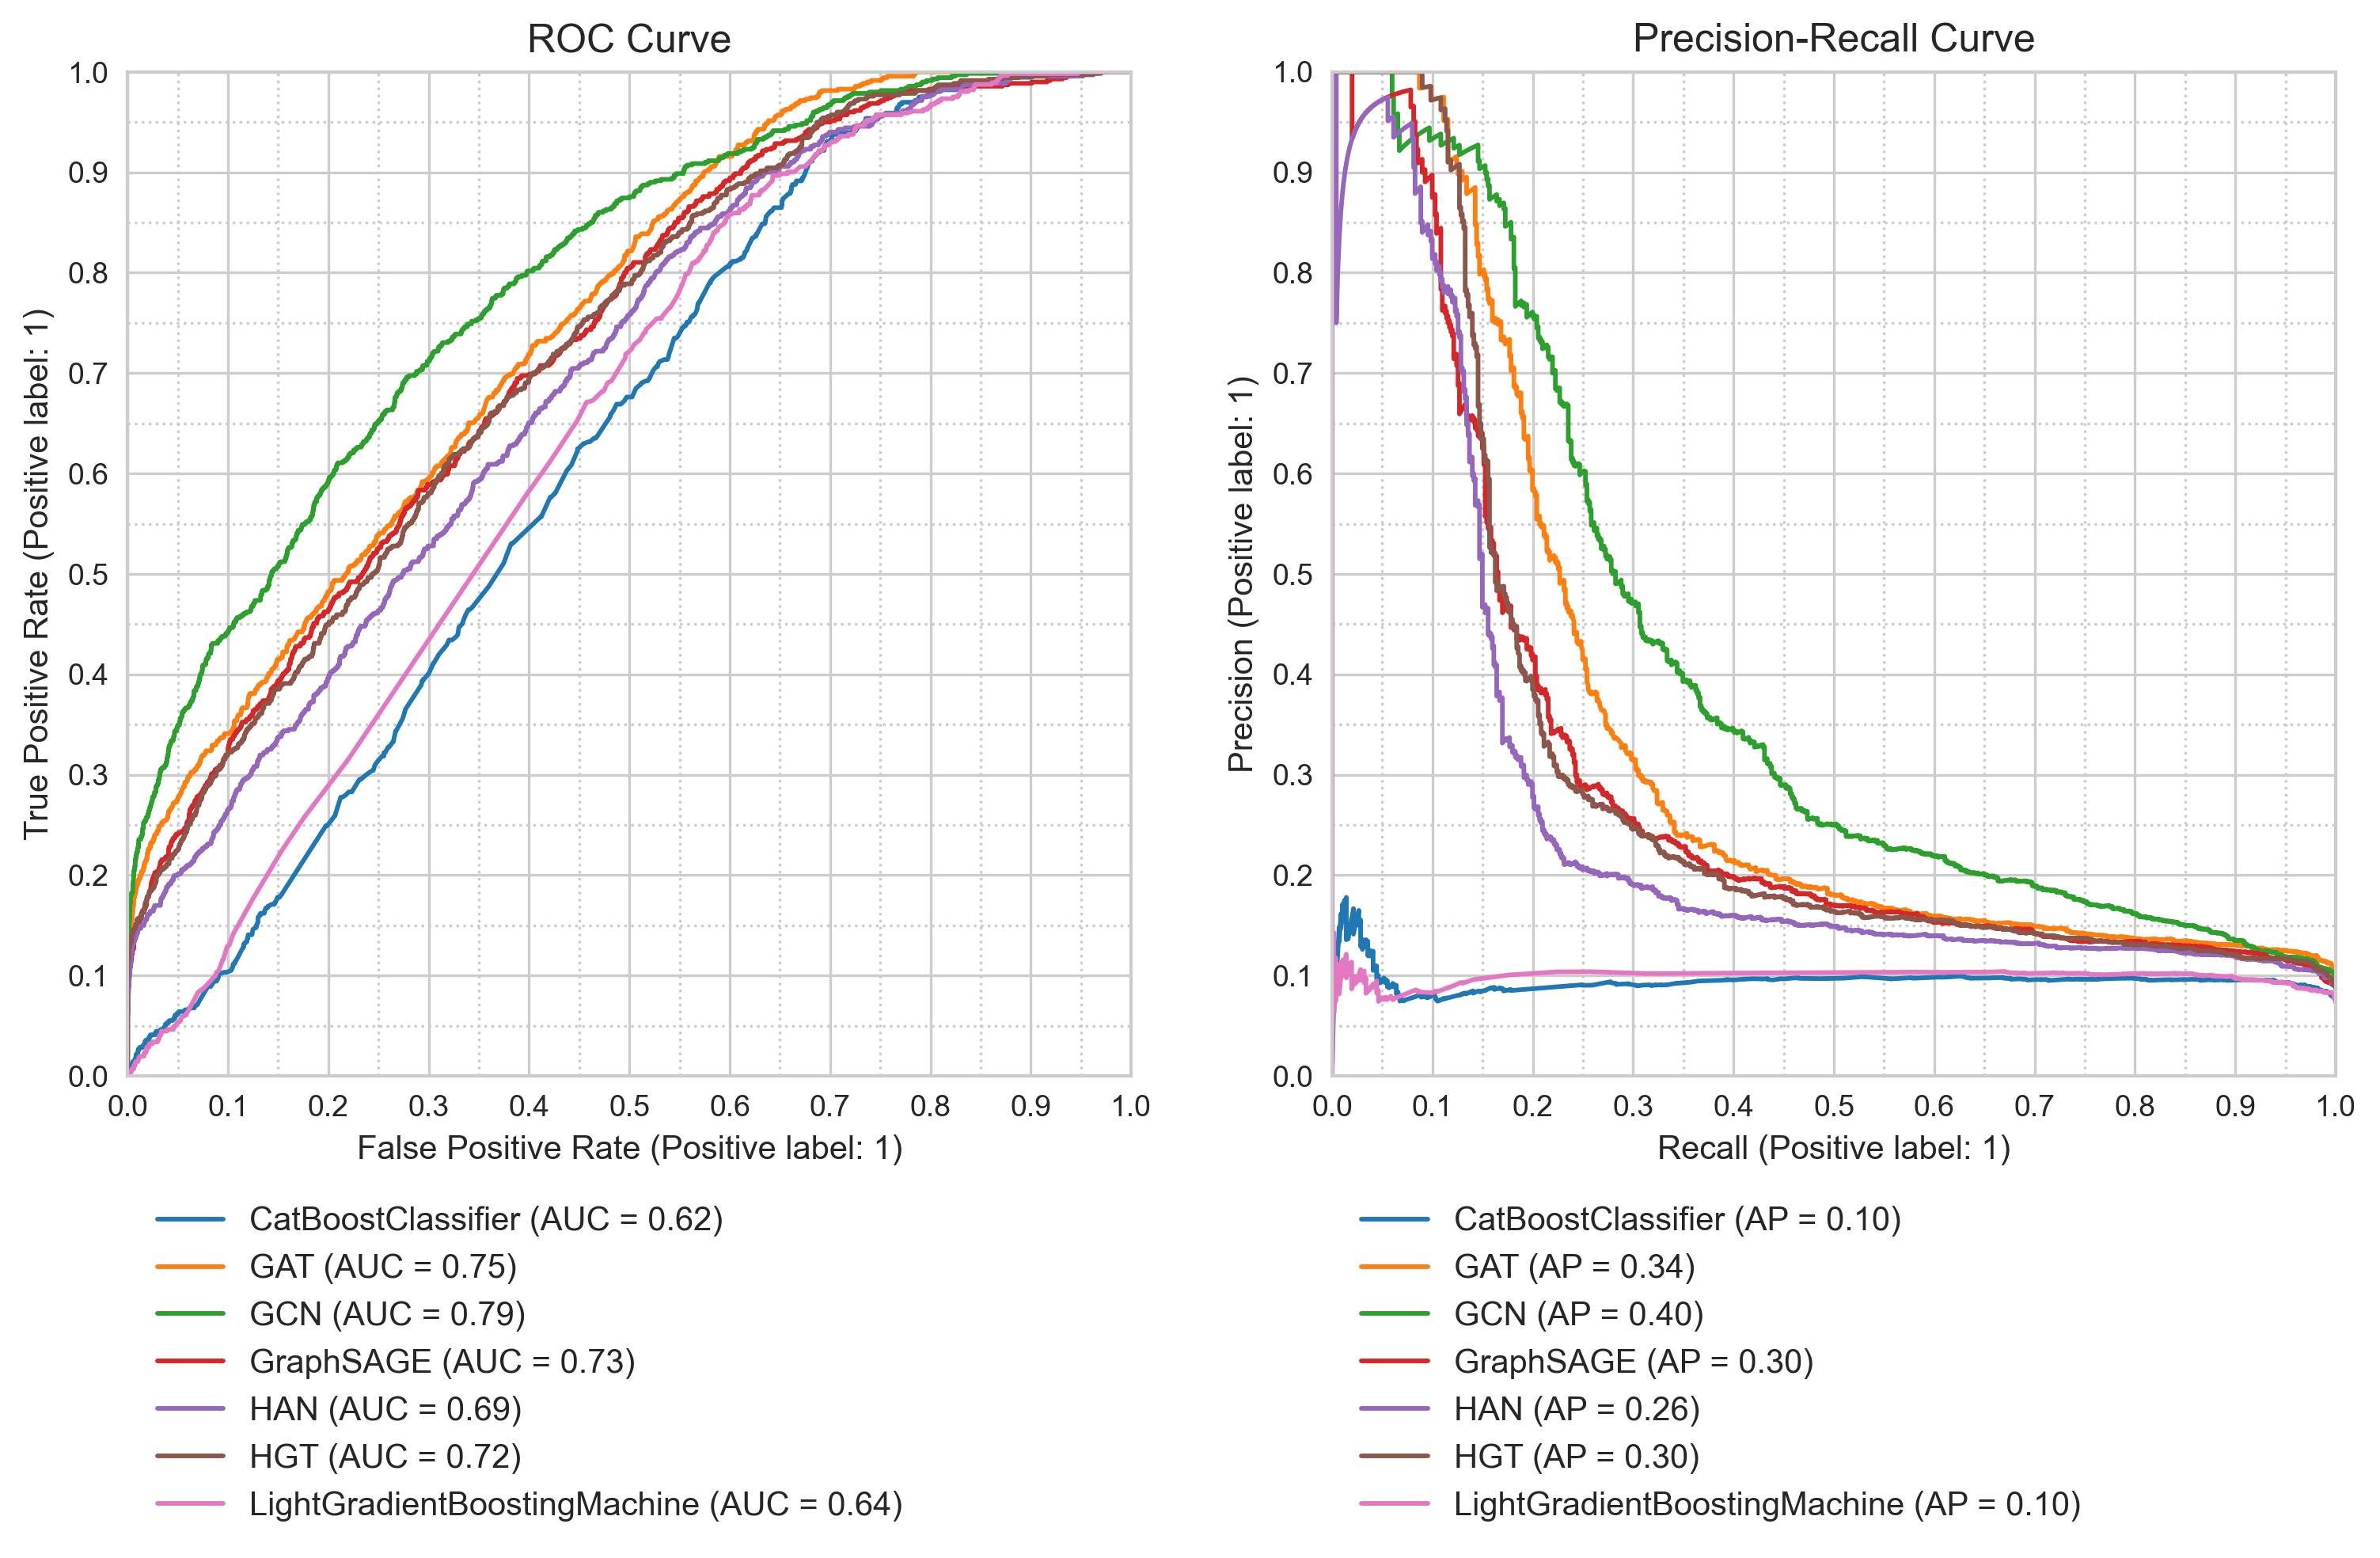 ROC Curve
True Positive Rate (Positive label: 1)
1.0
0.9
0.8
0.7
0.6
0.5
0.4
0.3
0.2
0.1
0.0
0.0 0.1 0.2 0.3 0.4 0.5 0.6 0.7 0.8 0.9 1.0
False Positive Rate (Positive label: 1)
CatBoostClassifier (AUC = 0.62)
GAT (AUC = 0.75)
GCN (AUC = 0.79)
GraphSAGE (AUC = 0.73)
HAN (AUC = 0.69)
HGT (AUC = 0.72)
LightGradientBoostingMachine (AUC = 0.64)
Precision-Recall Curve
Precision (Positive label: 1)
1.0
0.9
0.8
0.7
0.6
0.5
0.4
0.3
0.2
0.1
0.0
0.0 0.1 0.2 0.3 0.4 0.5 0.6 0.7 0.8 0.9 1.0
Recall (Positive label: 1)
CatBoostClassifier (AP = 0.10)
GAT (AP = 0.34)
GCN (AP = 0.40)
GraphSAGE (AP = 0.30)
HAN (AP = 0.26)
HGT (AP = 0.30)
LightGradientBoostingMachine (AP = 0.10)